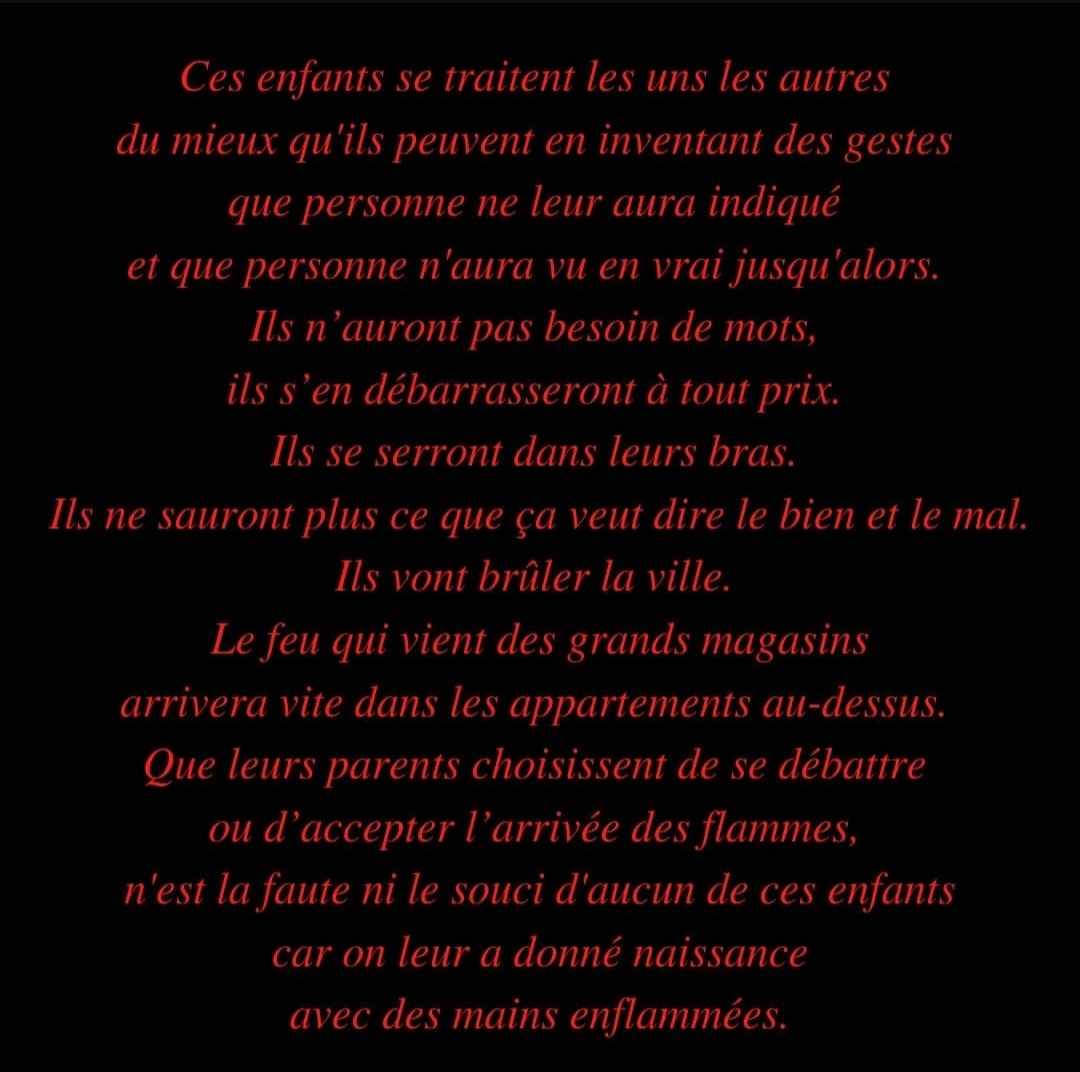 Ces enfants se traitent les uns les autres
du mieux qu'ils peuvent en inventant des gestes
que personne ne leur aura indiqué
et que personne n'aura vu en vrai jusqu'alors.
Ils n’auront pas besoin de mots,
ils s’en débarrasseront à tout prix.
Ils se serront dans leurs bras.
Ils ne sauront plus ce que ça veut dire le bien et le mal.
Ils vont brûler la ville.
Le feu qui vient des grands magasins
arrivera vite dans les appartements au-dessus.
Que leurs parents choisissent de se débattre
ou d’accepter l’arrivée des flammes,
n'est la faute ni le souci d'aucun de ces enfants
car on leur a donné naissance
avec des mains enflammées.